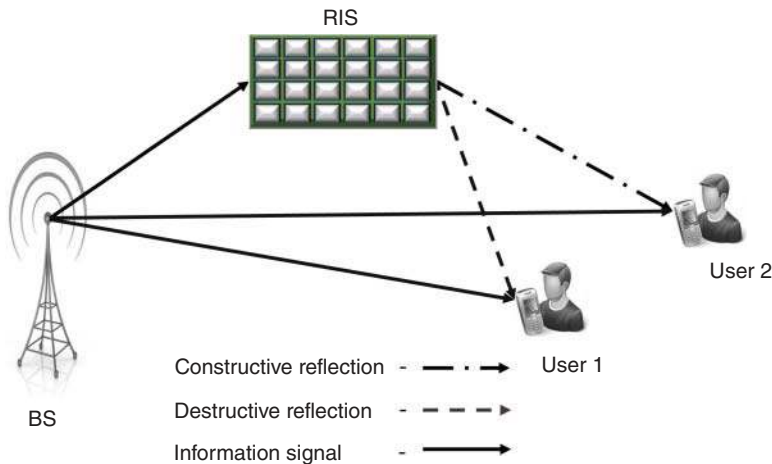 RIS
User 2
User 1
BS
Constructive reflection -
Destructive reflection -
Information signal -